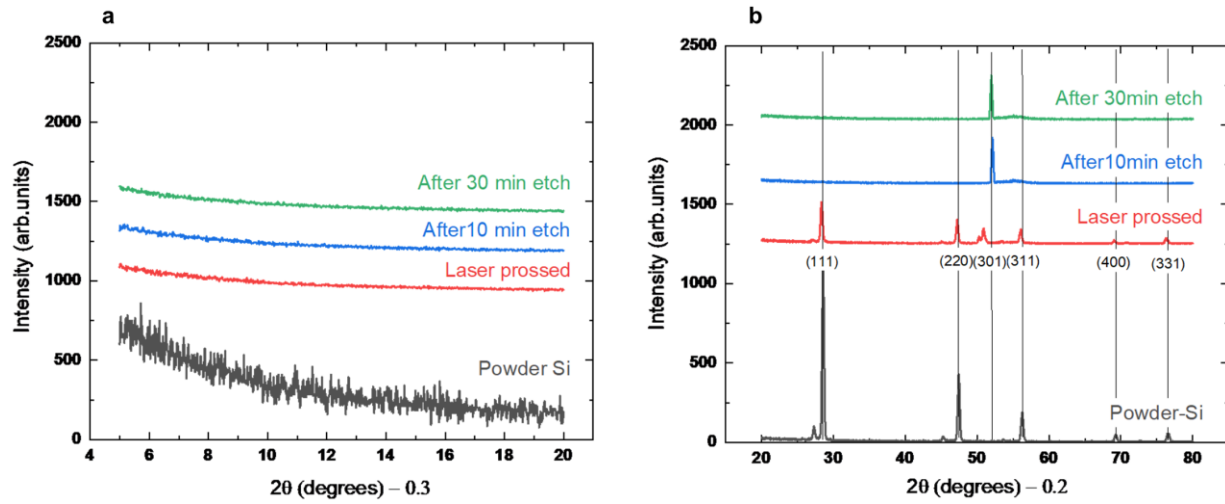 a
2500
2000
1500
1000
500
0
Intensity (arb.units)
After 30 min etch
After10 min etch
Laser prossed
Powder Si
4 6 8 10 12 14 16 18 20
2θ (degrees) – 0.3
b
2500
2000
1500
1000
500
0
Intensity (arb.units)
After 30min etch
After10min etch
Laser prossed
(111) (220)(301)(311) (400) (331)
Powder-Si
20 30 40 50 60 70 80
2θ (degrees) – 0.2